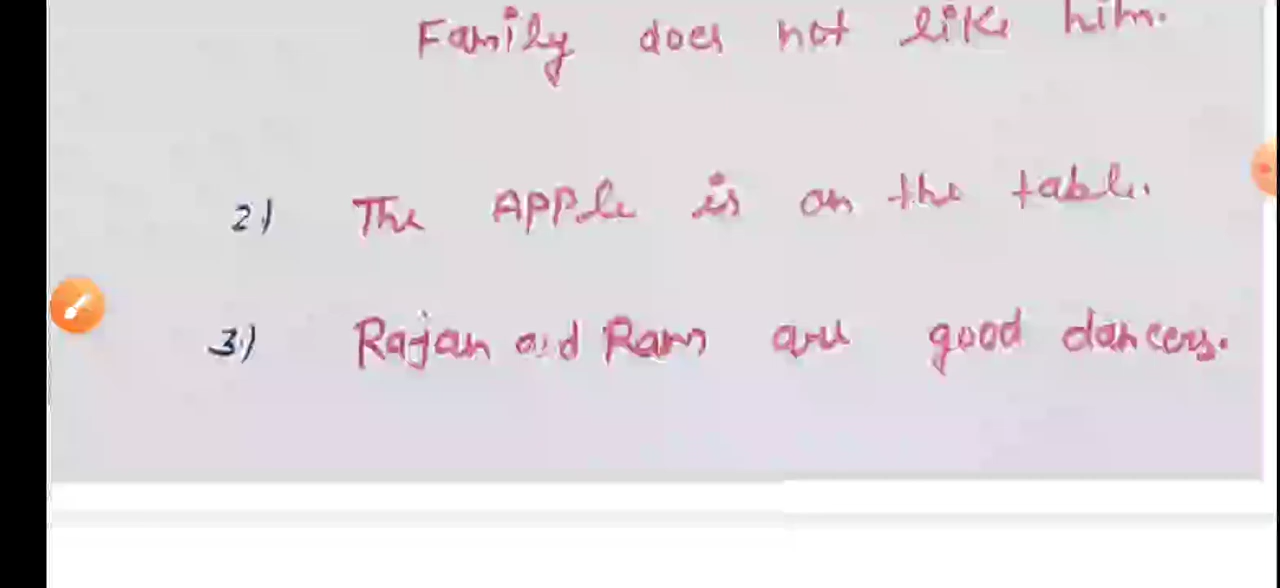 Family does not like him.
2) The Apple is on the table.
3) Rajan and Ram are good dancers.